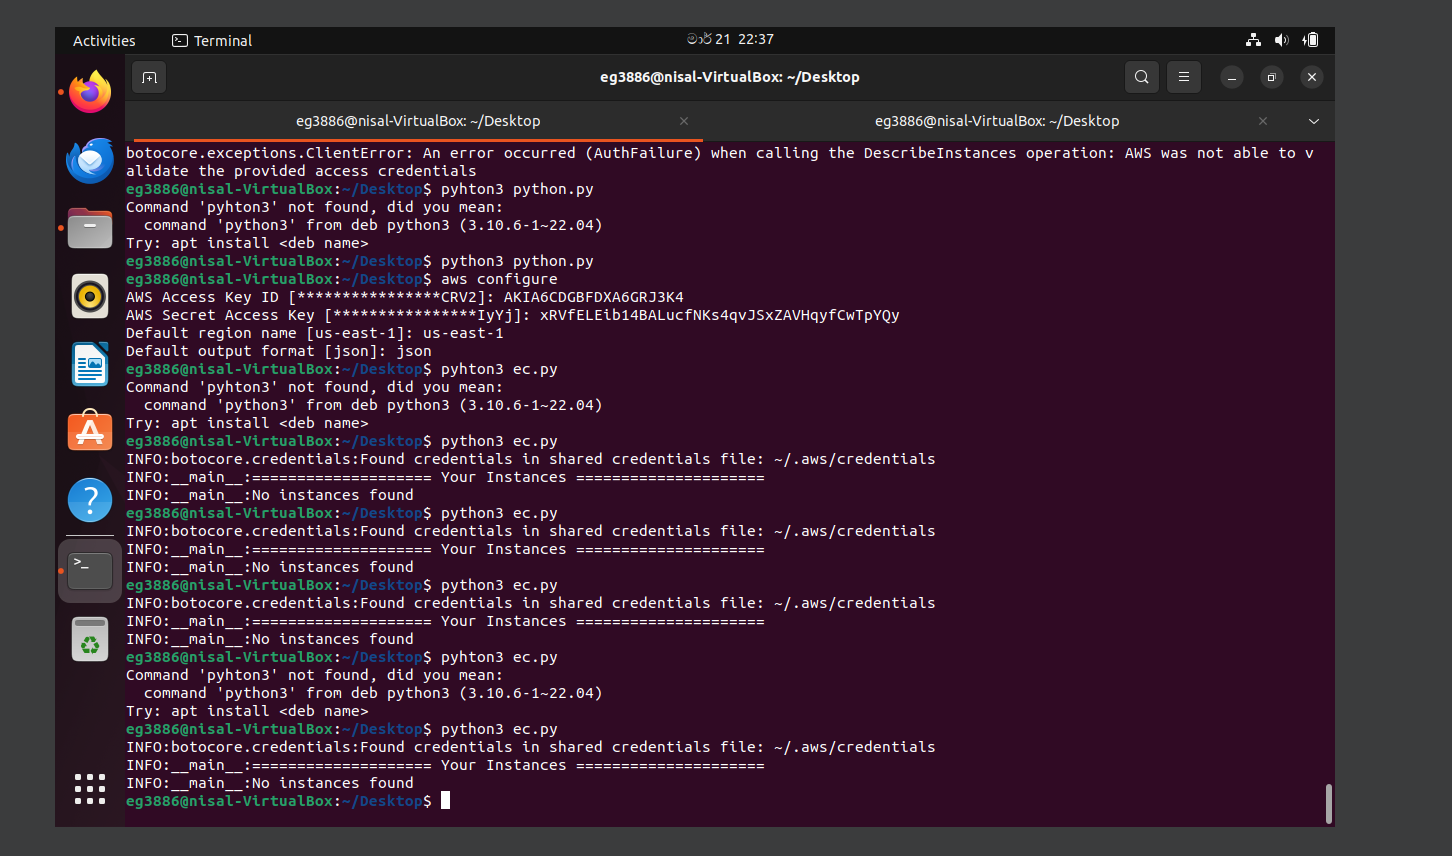 Activities
Terminal
මාර් 21 22:37
eg3886@nisal-VirtualBox: ~/Desktop
eg3886@nisal-VirtualBox: ~/Desktop
eg3886@nisal-VirtualBox: ~/Desktop
botocore.exceptions.ClientError: An error occurred (AuthFailure) when calling the DescribeInstances operation: AWS was not able to v
alidate the provided access credentials
eg3886@nisal-VirtualBox:~/Desktop$ pyhton3 python.py
Command 'pyhton3' not found, did you mean:
  command 'python3' from deb python3 (3.10.6-1~22.04)
Try: apt install <deb name>
eg3886@nisal-VirtualBox:~/Desktop$ python3 python.py
eg3886@nisal-VirtualBox:~/Desktop$ aws configure
AWS Access Key ID [****************CRV2]: AKIA6CDGBFDXA6GRJ3K4
AWS Secret Access Key [****************IyYj]: 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
Default region name [us-east-1]: us-east-1
Default output format [json]: json
eg3886@nisal-VirtualBox:~/Desktop$ pyhton3 ec.py
Command 'pyhton3' not found, did you mean:
  command 'python3' from deb python3 (3.10.6-1~22.04)
Try: apt install <deb name>
eg3886@nisal-VirtualBox:~/Desktop$ python3 ec.py
INFO:botocore.credentials:Found credentials in shared credentials file: ~/.aws/credentials
INFO:__main__:==================== Your Instances =====================
INFO:__main__:No instances found
eg3886@nisal-VirtualBox:~/Desktop$ python3 ec.py
INFO:botocore.credentials:Found credentials in shared credentials file: ~/.aws/credentials
INFO:__main__:==================== Your Instances =====================
INFO:__main__:No instances found
eg3886@nisal-VirtualBox:~/Desktop$ python3 ec.py
INFO:botocore.credentials:Found credentials in shared credentials file: ~/.aws/credentials
INFO:__main__:==================== Your Instances =====================
INFO:__main__:No instances found
eg3886@nisal-VirtualBox:~/Desktop$ pyhton3 ec.py
Command 'pyhton3' not found, did you mean:
  command 'python3' from deb python3 (3.10.6-1~22.04)
Try: apt install <deb name>
eg3886@nisal-VirtualBox:~/Desktop$ python3 ec.py
INFO:botocore.credentials:Found credentials in shared credentials file: ~/.aws/credentials
INFO:__main__:==================== Your Instances =====================
INFO:__main__:No instances found
eg3886@nisal-VirtualBox:~/Desktop$